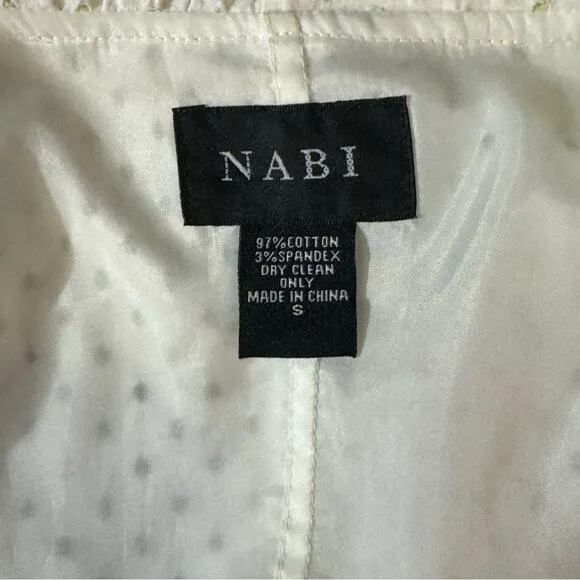 NABI
97%COTTON
3%SPANDEX
DRY CLEAN
ONLY
MADE IN CHINA
S